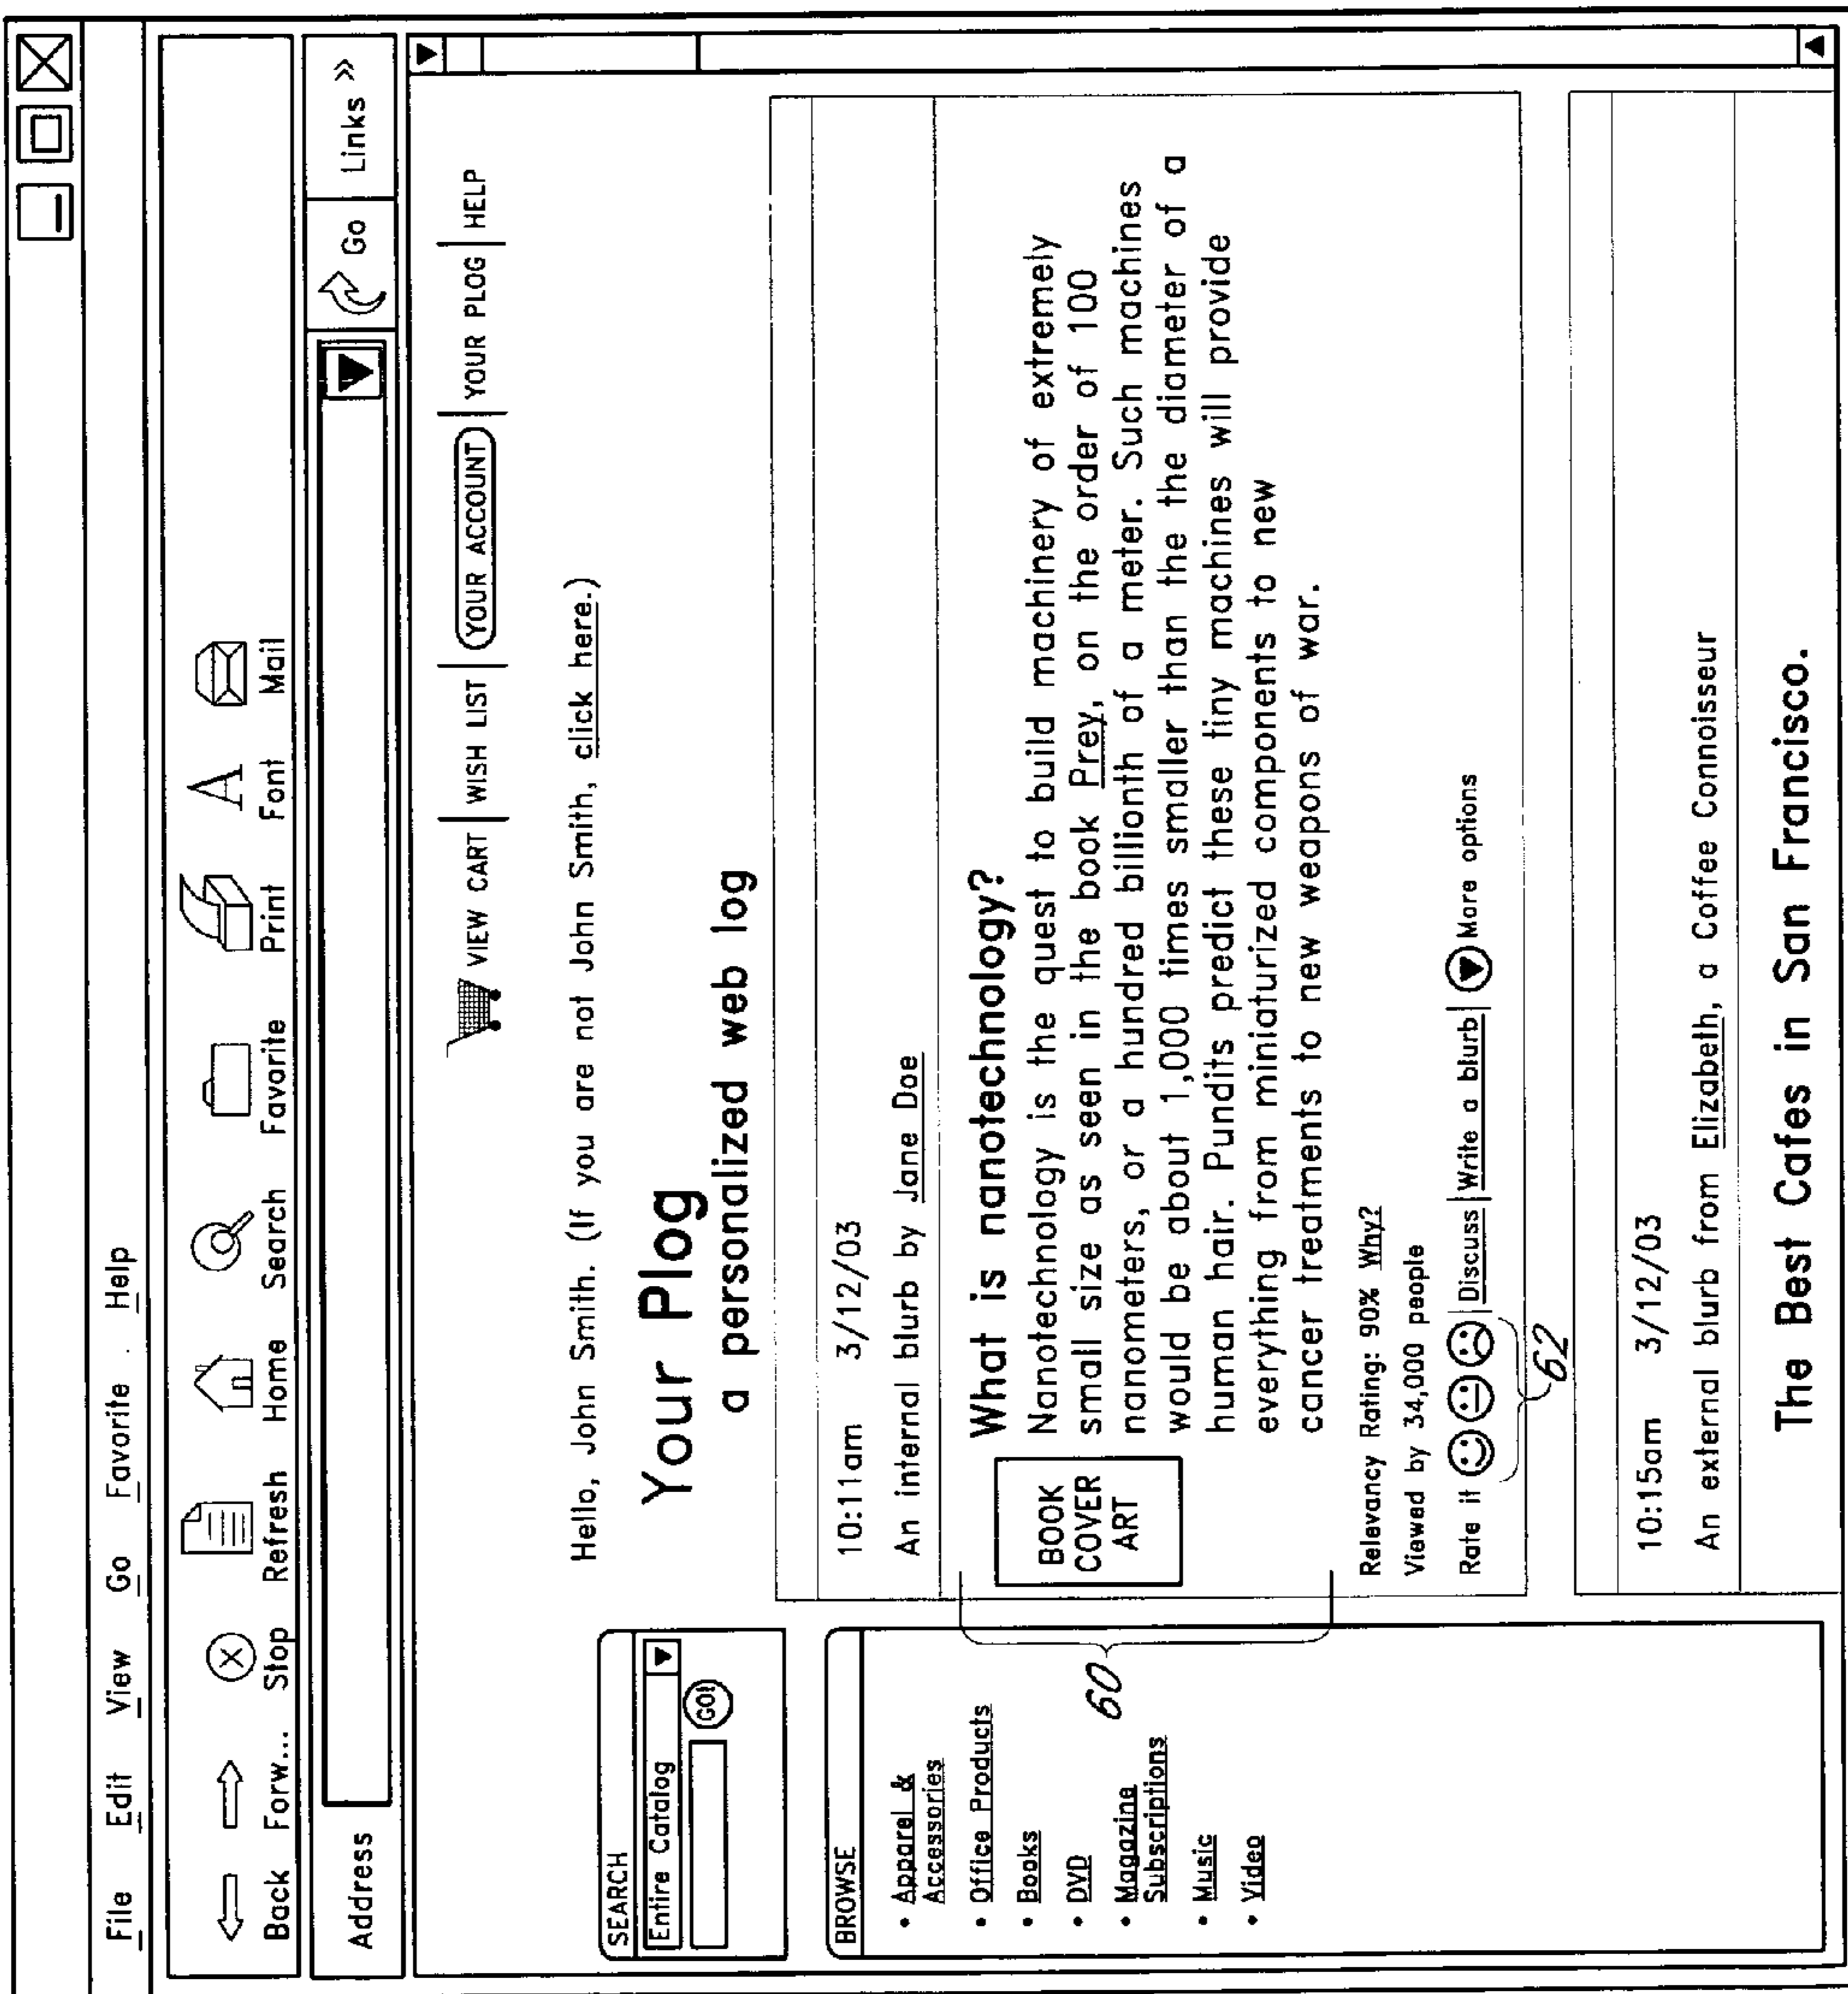 File Edit View Go Favorite . Help
Back Forw... Stop Refresh Home Search Favorite Print Font Mail
Address Go Links »
VIEW CART | WISH LIST | YOUR ACCOUNT | YOUR PLOG | HELP
Hello, John Smith. (If you are not John Smith, click here.)
SEARCH
Entire Catalog
GO!
Your Plog
a personalized web log
BROWSE
• Apparel &
Accessories
• Office Products
• Books
• DVD
• Magazine
Subscriptions
• Music
• Video
60
10:11am 3/12/03
An internal blurb by Jane Doe
BOOK
COVER
ART
What is nanotechnology?
Nanotechnology is the quest to build machinery of extremely
small size as seen in the book Prey, on the order of 100
nanometers, or a hundred billionth of a meter. Such machines
would be about 1,000 times smaller than the the diameter of a
human hair. Pundits predict these tiny machines will provide
everything from miniaturized components to new
cancer treatments to new weapons of war.
Relevancy Rating: 90% Why?
Viewed by 34,000 people
Rate it | Discuss | Write a blurb | More options
62
10:15am 3/12/03
An external blurb from Elizabeth, a Coffee Connoisseur
The Best Cafes in San Francisco.